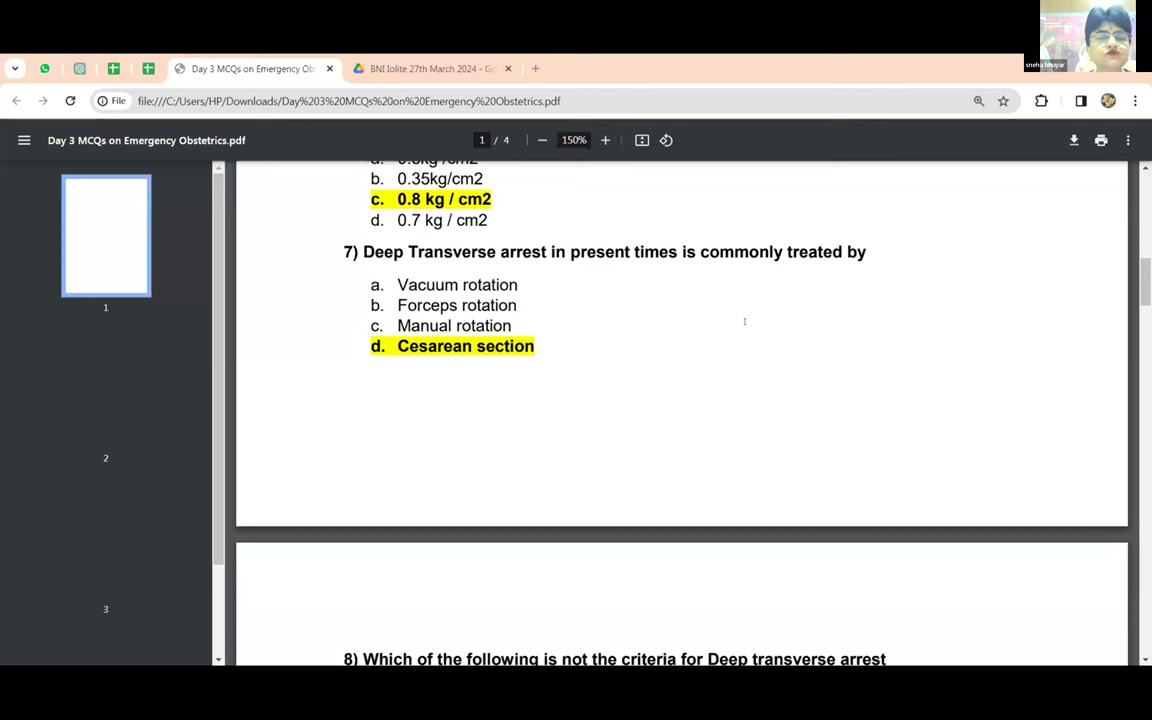 Day 3 MCQs on Emergency Ob
BNI Iolite 27th March 2024 - G
File
file:///C:/Users/HP/Downloads/Day%203%20MCQs%20on%20Emergency%20Obstetrics.pdf
sneha bhuyar
Day 3 MCQs on Emergency Obstetrics.pdf
1 / 4
150%
b. 0.35kg/cm2
c. 0.8 kg / cm2
d. 0.7 kg / cm2
7) Deep Transverse arrest in present times is commonly treated by
a. Vacuum rotation
b. Forceps rotation
c. Manual rotation
d. Cesarean section
8) Which of the following is not the criteria for Deep transverse arrest
1
2
3